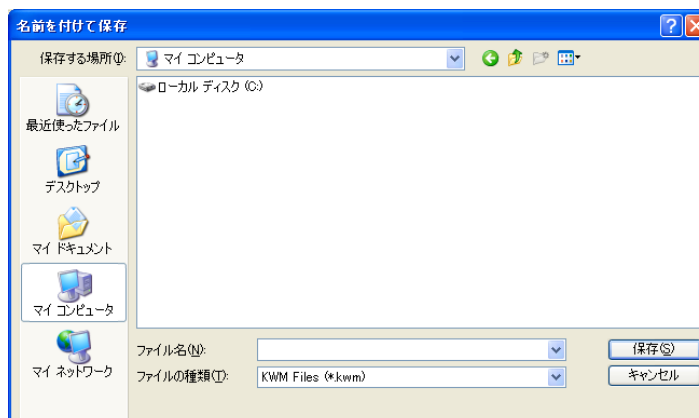 名前を付けて保存
保存する場所(I):
マイ コンピュータ
ローカル ディスク (C:)
最近使ったファイル
デスクトップ
マイ ドキュメント
マイ コンピュータ
マイ ネットワーク
ファイル名(N):
保存(S)
ファイルの種類(T):
KWM Files (*.kwm)
キャンセル